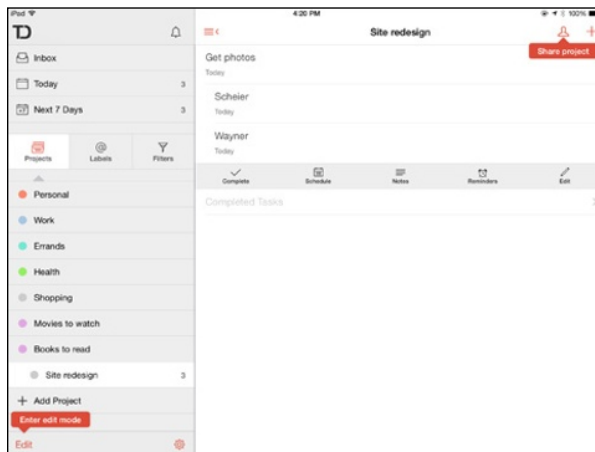 iPad
4:20 PM
100%
TD
Site redesign
Share project
Inbox
Today 3
Next 7 Days 3
Projects
Labels
Filters
Personal
Work
Errands
Health
Shopping
Movies to watch
Books to read
Site redesign 3
+ Add Project
Enter edit mode
Edit
Get photos
Today
Scheier
Today
Wayner
Today
Complete
Schedule
Notes
Reminders
Edit
Completed Tasks